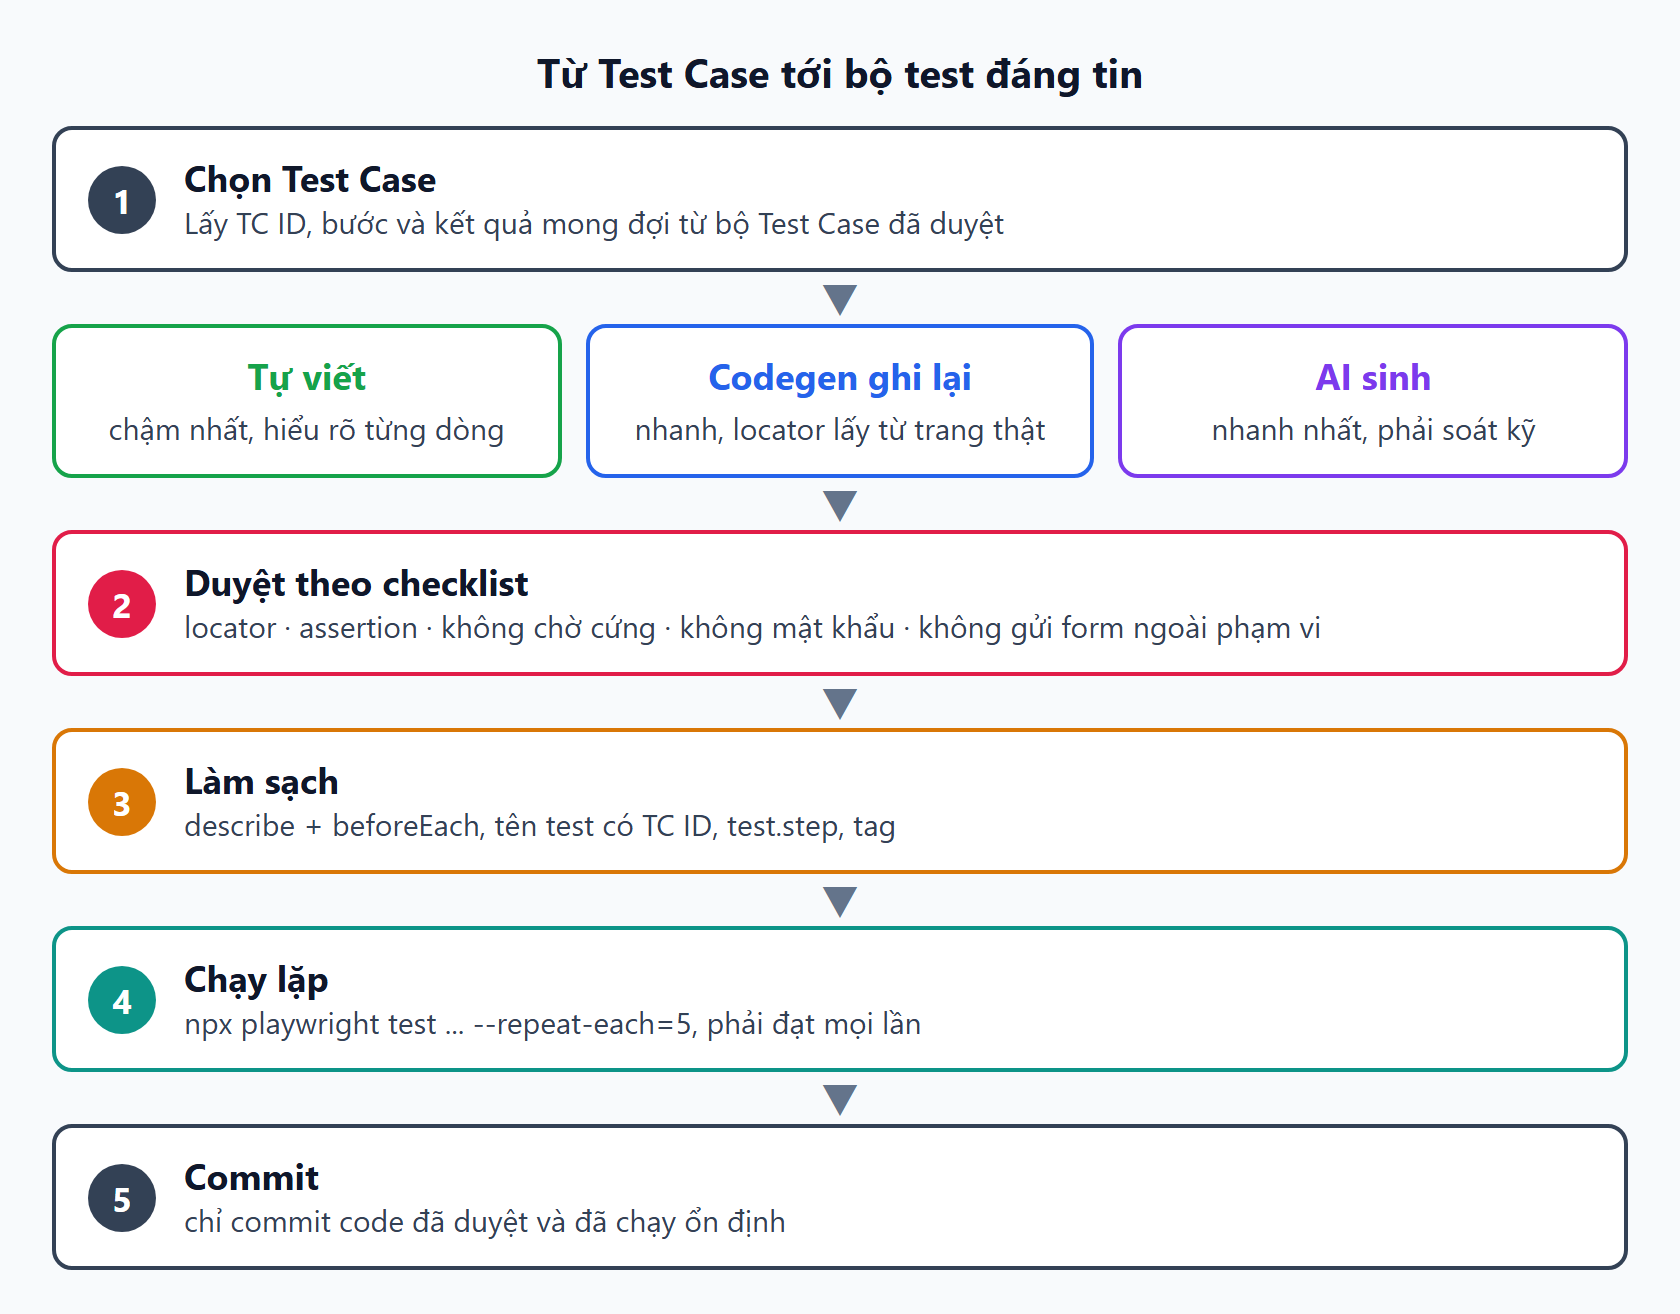 Từ Test Case tới bộ test đáng tin
1
Chọn Test Case
Lấy TC ID, bước và kết quả mong đợi từ bộ Test Case đã duyệt
Tự viết
chậm nhất, hiểu rõ từng dòng
Codegen ghi lại
nhanh, locator lấy từ trang thật
AI sinh
nhanh nhất, phải soát kỹ
2
Duyệt theo checklist
locator · assertion · không chờ cứng · không mật khẩu · không gửi form ngoài phạm vi
3
Làm sạch
describe + beforeEach, tên test có TC ID, test.step, tag
4
Chạy lặp
npx playwright test ... --repeat-each=5, phải đạt mọi lần
5
Commit
chỉ commit code đã duyệt và đã chạy ổn định